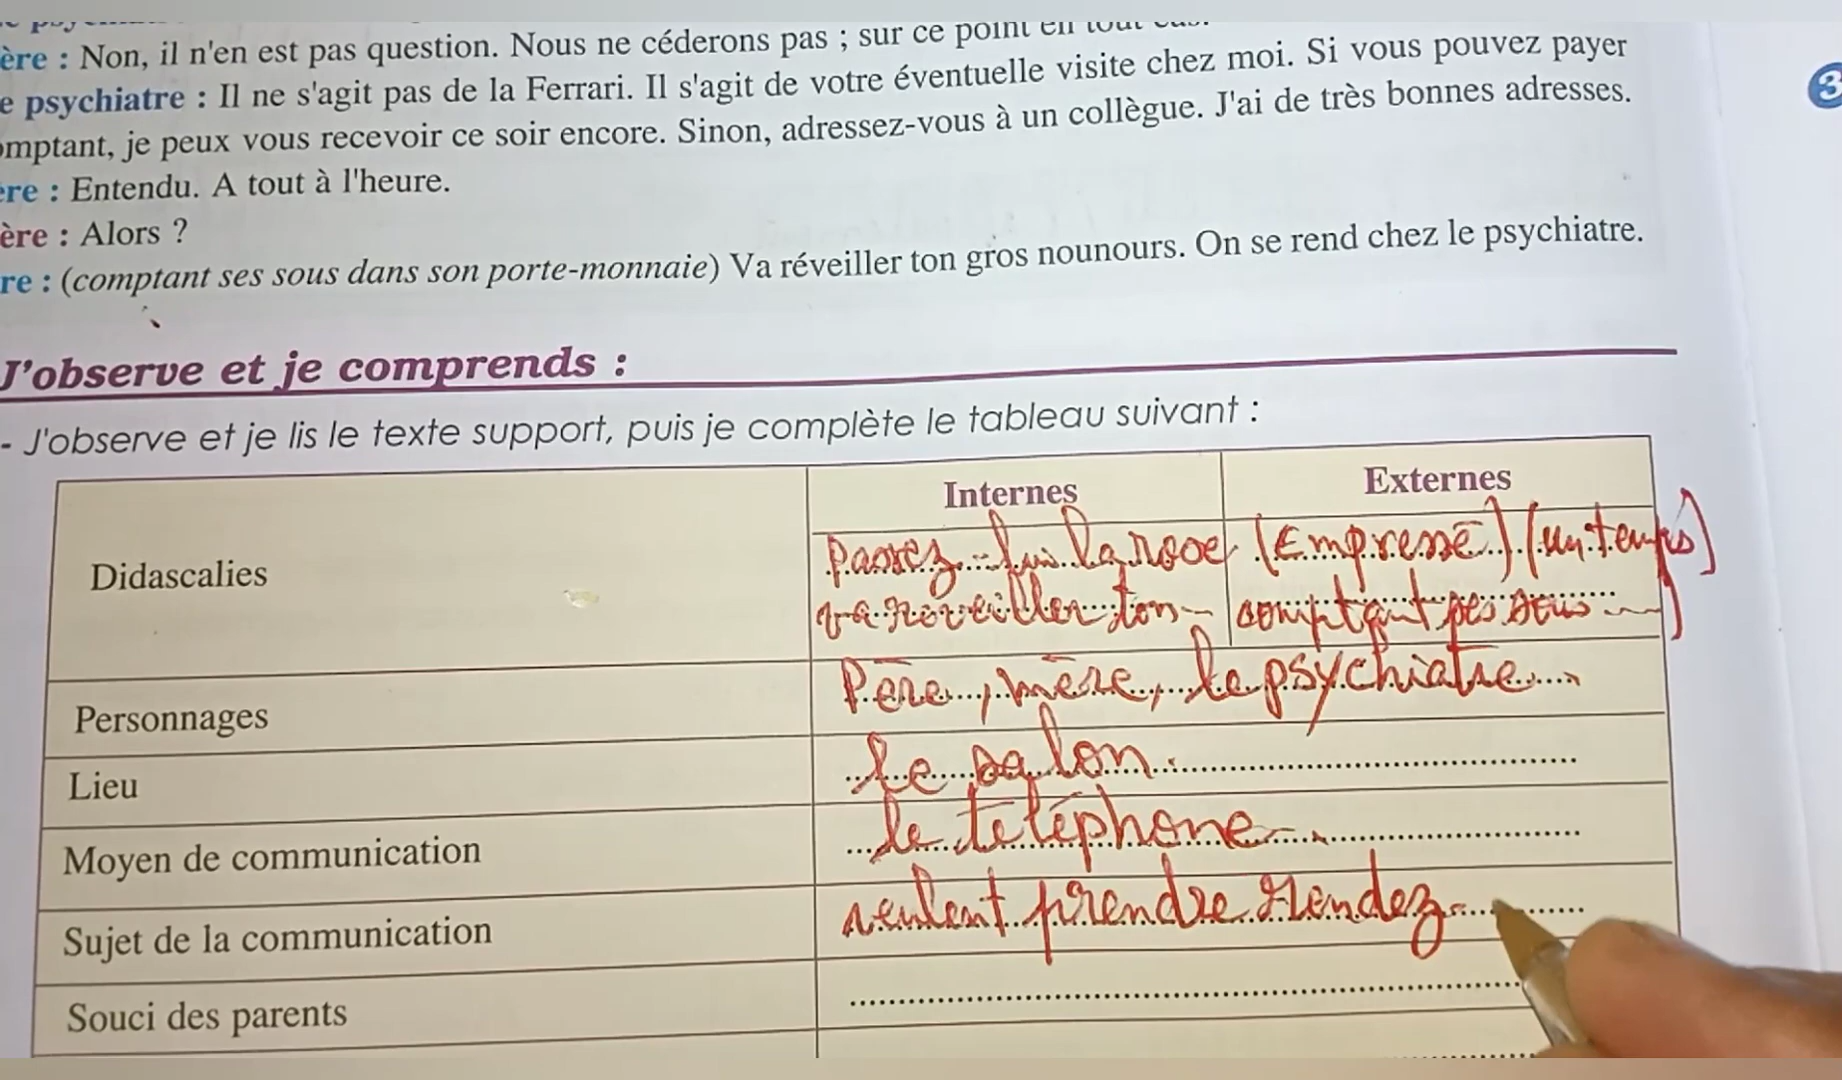 ère : Non, il n'en est pas question. Nous ne céderons pas ; sur ce point en tout cas.
e psychiatre : Il ne s'agit pas de la Ferrari. Il s'agit de votre éventuelle visite chez moi. Si vous pouvez payer
omptant, je peux vous recevoir ce soir encore. Sinon, adressez-vous à un collègue. J'ai de très bonnes adresses.
ère : Entendu. A tout à l'heure.
ère : Alors ?
re : (comptant ses sous dans son porte-monnaie) Va réveiller ton gros nounours. On se rend chez le psychiatre.
3
J'observe et je comprends :
- J'observe et je lis le texte support, puis je complète le tableau suivant :
Internes
Externes
Didascalies
passez-lui la
(Empressé) (un temps)
va réveiller ton
comptant ses sous
Personnages
Père, mère, le psychiatre
Lieu
le salon.
Moyen de communication
le téléphone
Sujet de la communication
veulent prendre rendez
Souci des parents